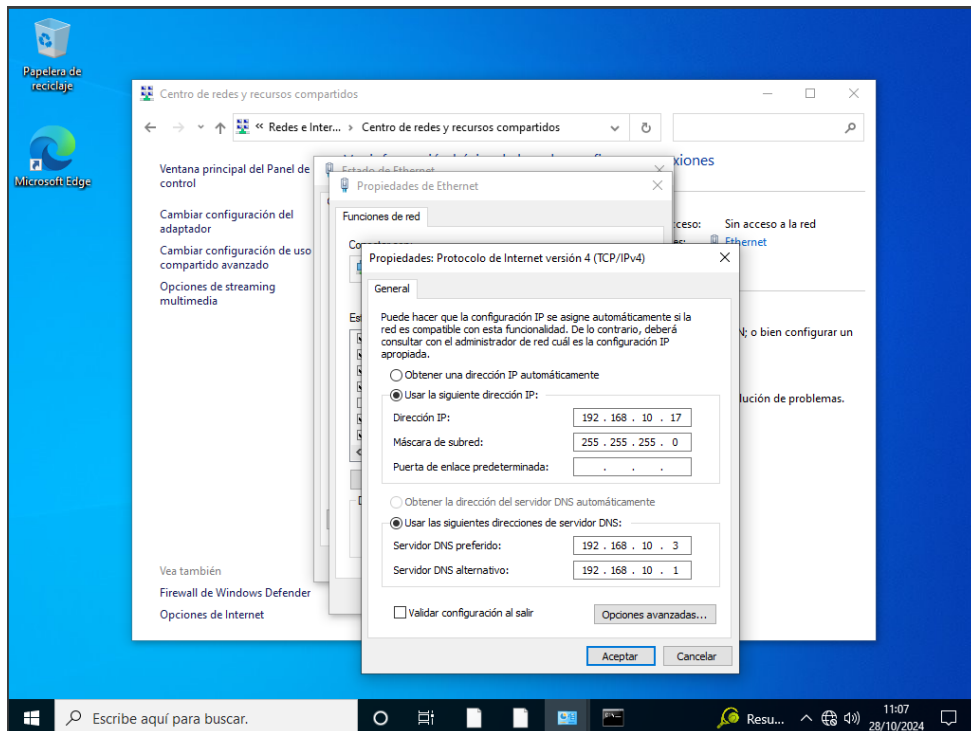 Papelera de
reciclaje
Microsoft Edge
Centro de redes y recursos compartidos
« Redes e Inter... › Centro de redes y recursos compartidos
Ventana principal del Panel de
control
Cambiar configuración del
adaptador
Cambiar configuración de uso
compartido avanzado
Opciones de streaming
multimedia
Vea también
Firewall de Windows Defender
Opciones de Internet
xiones
cceso: Sin acceso a la red
es: Ethernet
N; o bien configurar un
lución de problemas.
Estado de Ethernet
Propiedades de Ethernet
Funciones de red
Co
Es
Propiedades: Protocolo de Internet versión 4 (TCP/IPv4)
General
Puede hacer que la configuración IP se asigne automáticamente si la
red es compatible con esta funcionalidad. De lo contrario, deberá
consultar con el administrador de red cuál es la configuración IP
apropiada.
Obtener una dirección IP automáticamente
Usar la siguiente dirección IP:
Dirección IP: 192 . 168 . 10 . 17
Máscara de subred: 255 . 255 . 255 . 0
Puerta de enlace predeterminada: . . .
Obtener la dirección del servidor DNS automáticamente
Usar las siguientes direcciones de servidor DNS:
Servidor DNS preferido: 192 . 168 . 10 . 3
Servidor DNS alternativo: 192 . 168 . 10 . 1
Validar configuración al salir
Opciones avanzadas...
Aceptar Cancelar
Escribe aquí para buscar.
Resu...
11:07
28/10/2024